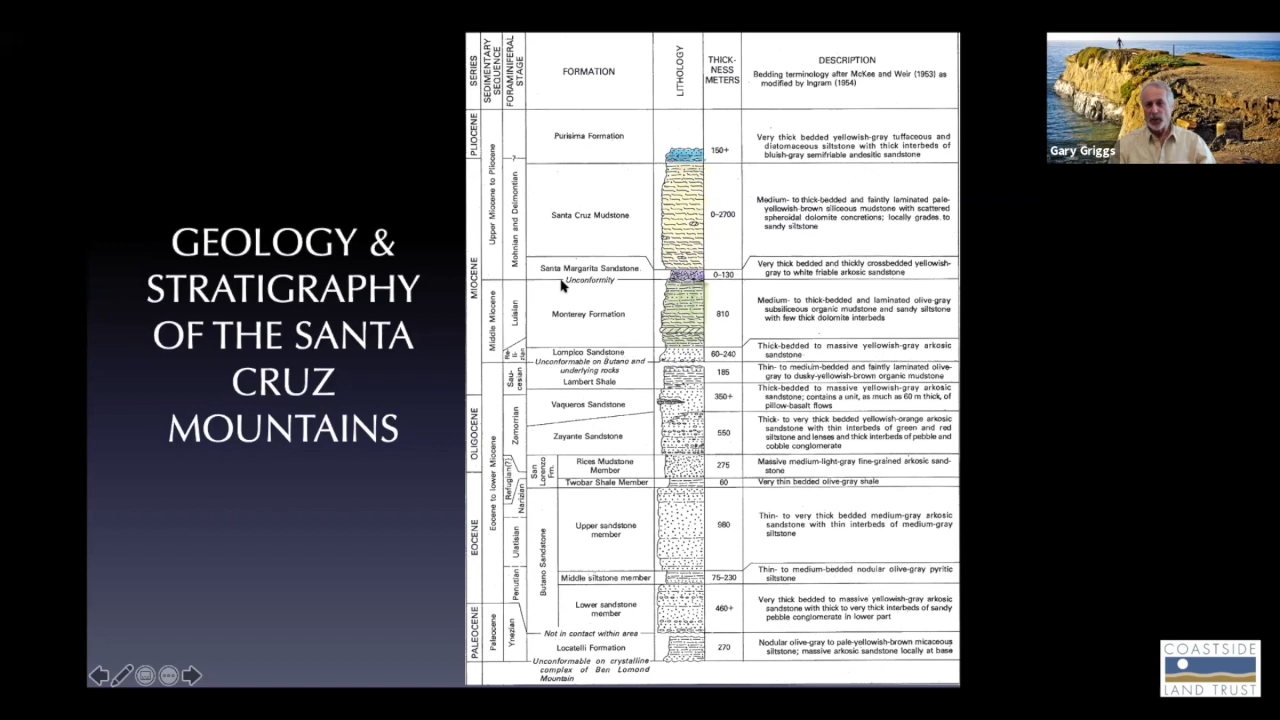 GEOLOGY &
STRATIGRAPHY
OF THE SANTA
CRUZ
MOUNTAINS
SERIES
SEDIMENTARY
SEQUENCE
FORAMINIFERAL
STAGE
FORMATION
LITHOLOGY
THICK-
NESS
METERS
DESCRIPTION
Bedding terminology after McKee and Weir (1953) as
modified by Ingram (1954)
PLIOCENE
MIOCENE
OLIGOCENE
EOCENE
PALEOCENE
Upper Miocene to Pliocene
Middle Miocene
Eocene to lower Miocene
Paleocene
?
Mohnian and Delmontian
Luisian
Re-
li-
zian
Sau-
cesian
Zemorrian
Refugian(?)
Narizian
Ulatisian
Penutian
Ynezian
Purisima Formation
150+
Very thick bedded yellowish-gray tuffaceous and
diatomaceous siltstone with thick interbeds of
bluish-gray semifriable andesitic sandstone
Santa Cruz Mudstone
0–2700
Medium- to thick-bedded and faintly laminated pale-
yellowish-brown siliceous mudstone with scattered
spheroidal dolomite concretions; locally grades to
sandy siltstone
Santa Margarita Sandstone
Unconformity
0–130
Very thick bedded and thickly crossbedded yellowish-
gray to white friable arkosic sandstone
Monterey Formation
810
Medium- to thick-bedded and laminated olive-gray
subsiliceous organic mudstone and sandy siltstone
with few thick dolomite interbeds
Lompico Sandstone
60–240
Thick-bedded to massive yellowish-gray arkosic
sandstone
Unconformable on Butano and
underlying rocks
Lambert Shale
185
Thin- to medium-bedded and faintly laminated olive-
gray to dusky-yellowish-brown organic mudstone
Vaqueros Sandstone
350+
Thick-bedded to massive yellowish-gray arkosic
sandstone; contains a unit, as much as 60 m thick, of
pillow-basalt flows
Zayante Sandstone
550
Thick- to very thick bedded yellow-orange arkosic
sandstone with thin interbeds of green and red
siltstone and lenses and thick interbeds of pebble and
cobble conglomerate
San
Lorenzo
Fm.
Rices Mudstone
Member
275
Massive medium-light-gray fine-grained arkosic sand-
stone
Twobar Shale Member
60
Very thin bedded olive-gray shale
Butano Sandstone
Upper sandstone
member
980
Thin- to very thick bedded medium-gray arkosic
sandstone with thin interbeds of medium-gray
siltstone
Middle siltstone member
75–230
Thin- to medium-bedded nodular olive-gray pyritic
siltstone
Lower sandstone
member
460+
Very thick bedded to massive yellowish-gray arkosic
sandstone with thick to very thick interbeds of sandy
pebble conglomerate in lower part
Not in contact within area
Locatelli Formation
270
Nodular olive-gray to pale-yellowish-brown micaceous
siltstone; massive arkosic sandstone locally at base
Unconformable on crystalline
complex of Ben Lomond
Mountain
Gary Griggs
COASTSIDE
LAND TRUST